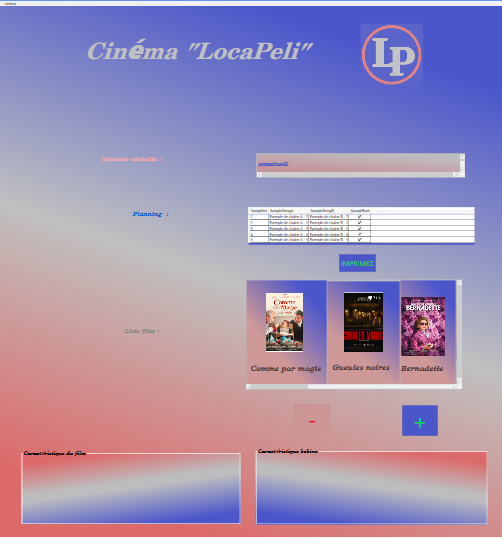 Cinéma "LocaPeli"
LP
Semaine souhaite :
semaine16
Planning :
SampleInt SampleStringA SampleStringB SampleBool
1 Exemple de chaîne A - 1 Exemple de chaîne B - 1
2 Exemple de chaîne A - 2 Exemple de chaîne B - 2
3 Exemple de chaîne A - 3 Exemple de chaîne B - 3
4 Exemple de chaîne A - 4 Exemple de chaîne B - 4
5 Exemple de chaîne A - 5 Exemple de chaîne B - 5
IMPRIMEZ
Liste film :
Comme par Magie
GUEULES NOIRES
BERNADETTE
Comme par magie
Gueules noires
Bernadette
- +
Caractéristique du film
Caractéristique bobine